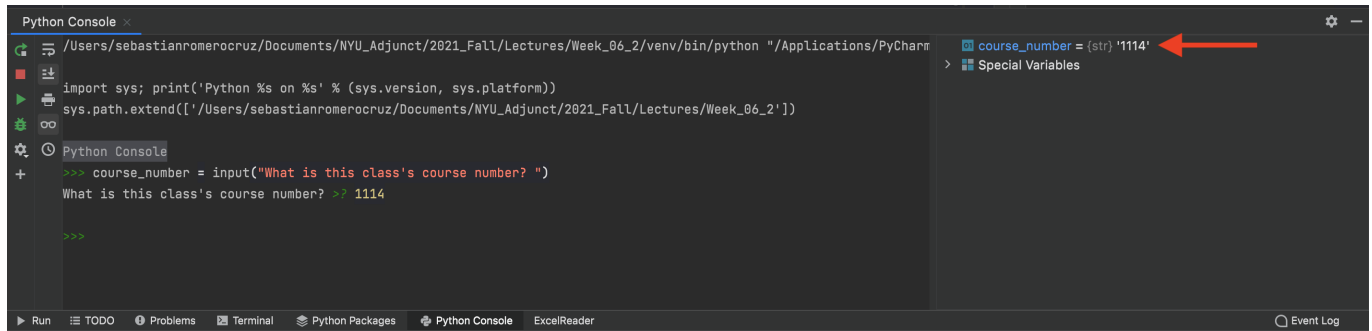 Python Console ×
/Users/sebastianromerocruz/Documents/NYU_Adjunct/2021_Fall/Lectures/Week_06_2/venv/bin/python "/Applications/PyCharm
import sys; print('Python %s on %s' % (sys.version, sys.platform))
sys.path.extend(['/Users/sebastianromerocruz/Documents/NYU_Adjunct/2021_Fall/Lectures/Week_06_2'])
Python Console
>>> course_number = input("What is this class's course number? ")
What is this class's course number? >? 1114
>>>
course_number = {str} '1114'
Special Variables
Run TODO Problems Terminal Python Packages Python Console ExcelReader Event Log